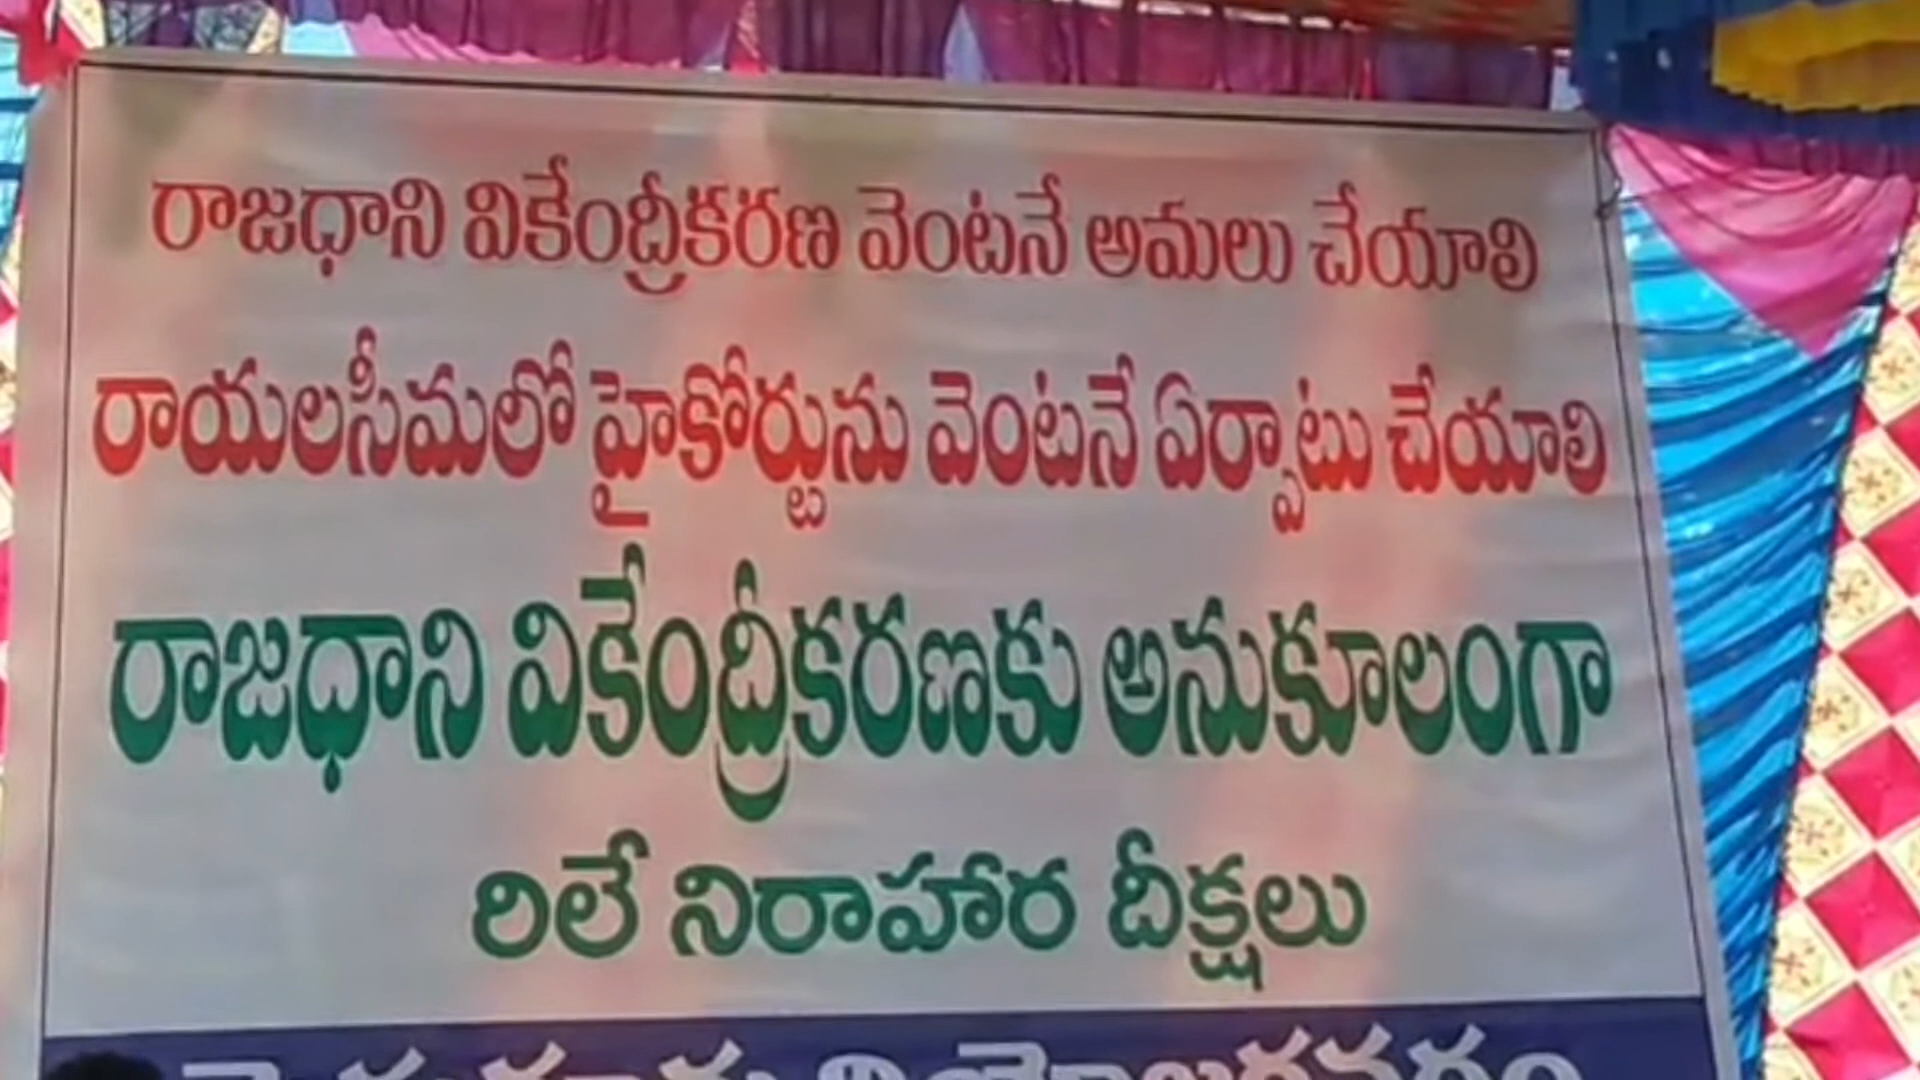 రాజధాని వికేంద్రీకరణ వెంటనే అమలు చేయాలి
రాయలసీమలో హైకోర్టును వెంటనే ఏర్పాటు చేయాలి
రాజధాని వికేంద్రీకరణకు అనుకూలంగా
రిలే నిరాహార దీక్షలు